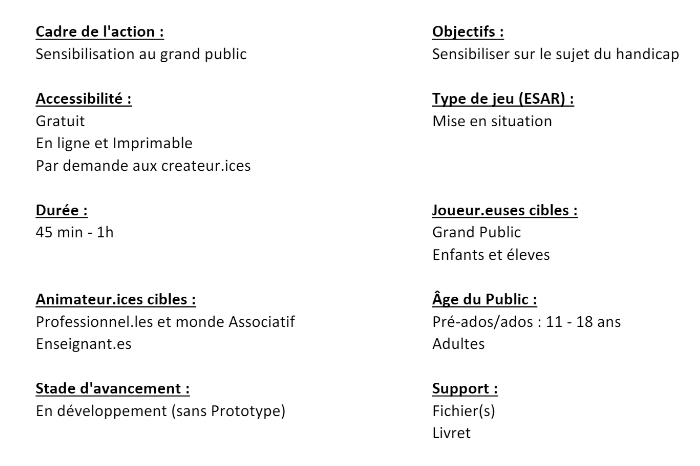 Cadre de l'action :
Sensibilisation au grand public
Objectifs :
Sensibiliser sur le sujet du handicap
Accessibilité :
Gratuit
En ligne et Imprimable
Par demande aux createur.ices
Type de jeu (ESAR) :
Mise en situation
Durée :
45 min - 1h
Joueur.euses cibles :
Grand Public
Enfants et éleves
Animateur.ices cibles :
Professionnel.les et monde Associatif
Enseignant.es
Âge du Public :
Pré-ados/ados : 11 - 18 ans
Adultes
Stade d'avancement :
En développement (sans Prototype)
Support :
Fichier(s)
Livret